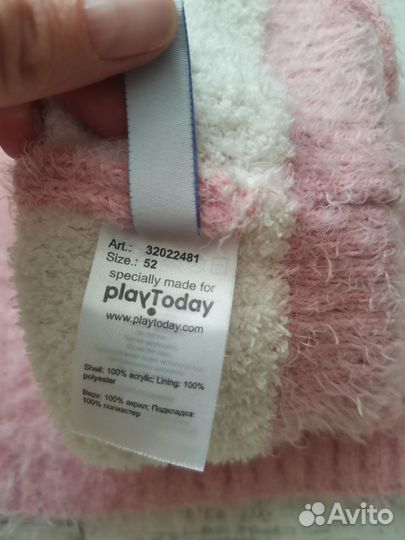 Art.: 32022481
Size.: 52
specially made for
playToday
www.playtoday.com
Shell: 100% acrylic; Lining: 100%
polyester
Верх: 100% акрил; Подкладка:
100% полиэстер
Avito